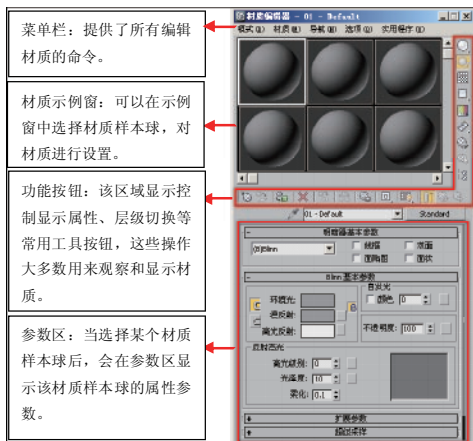 菜单栏：提供了所有编辑
材质的命令。
材质示例窗：可以在示例
窗中选择材质样本球，对
材质进行设置。
功能按钮：该区域显示控
制显示属性、层级切换等
常用工具按钮，这些操作
大多数用来观察和显示材
质。
参数区：当选择某个材质
样本球后，会在参数区显
示该材质样本球的属性参
数。
材质编辑器 - 01 - Default
模式(D) 材质(M) 导航(N) 选项(O) 实用程序(U)
01 - Default Standard
明暗器基本参数
(B)Blinn 线框 双面
面贴图 面状
Blinn 基本参数
自发光
环境光: 颜色 0
漫反射:
高光反射: 不透明度: 100
反射高光
高光级别: 0
光泽度: 10
柔化: 0.1
扩展参数
超级采样